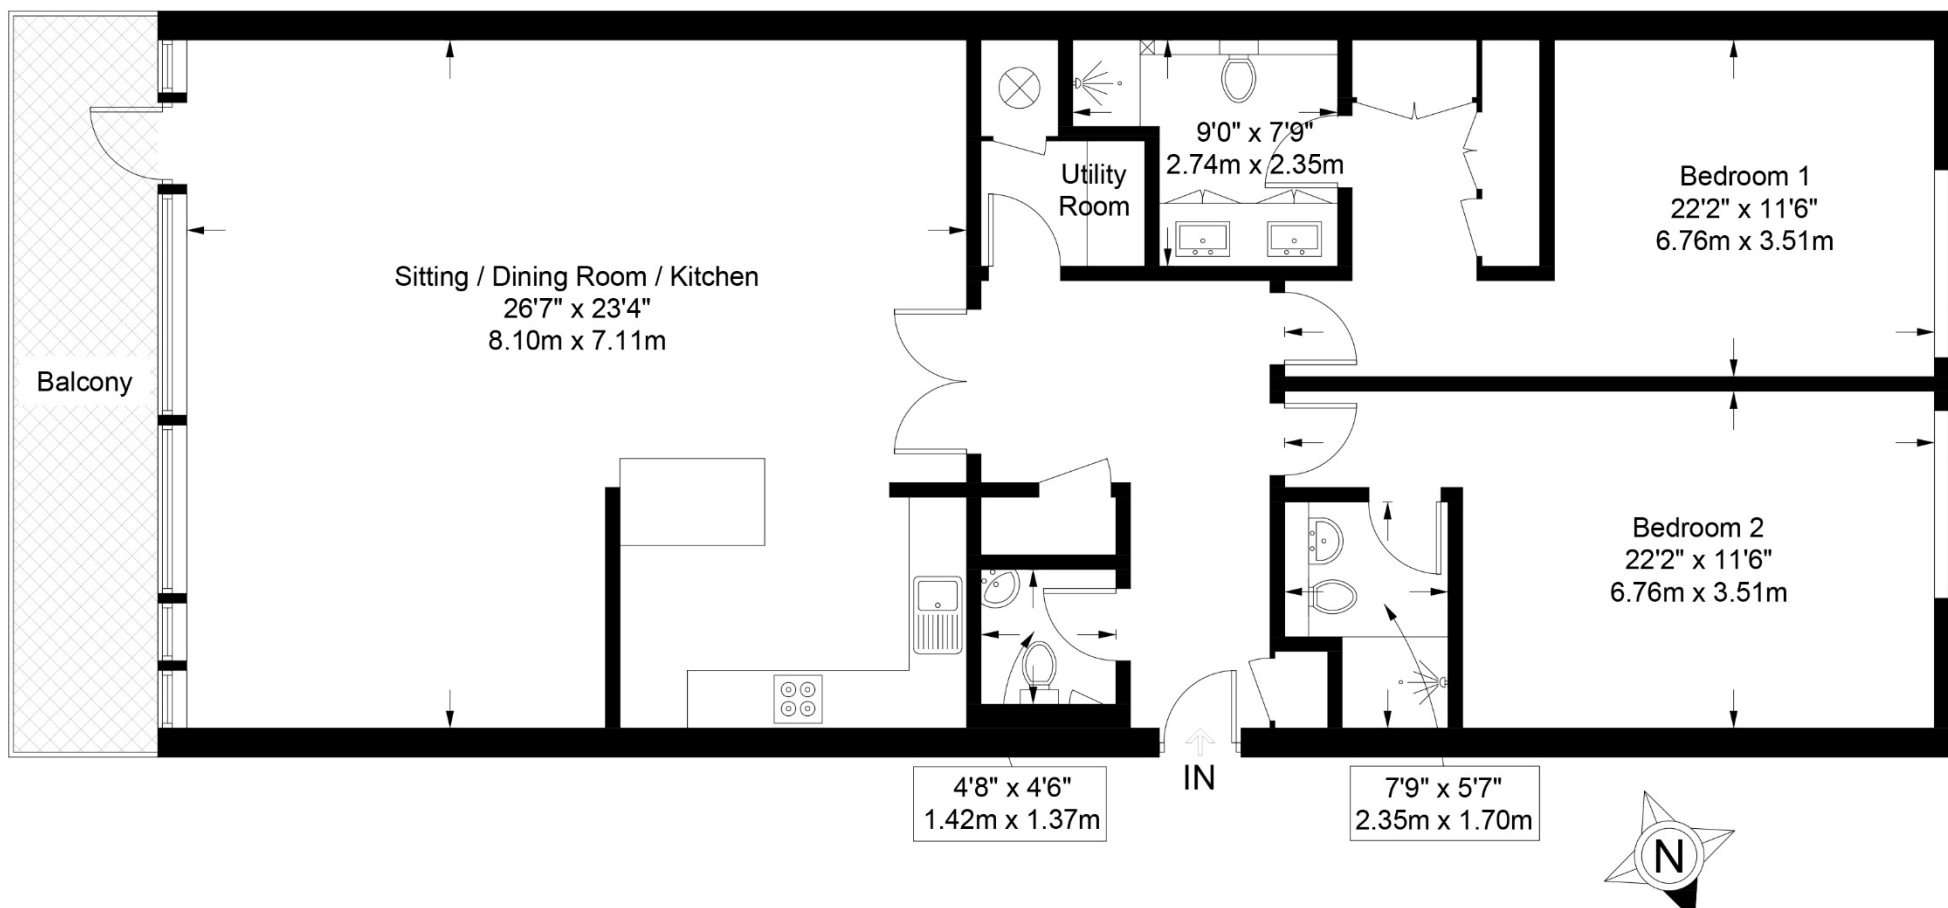 Balcony
Sitting / Dining Room / Kitchen
26'7" x 23'4"
8.10m x 7.11m
Utility
Room
9'0" x 7'9"
2.74m x 2.35m
Bedroom 1
22'2" x 11'6"
6.76m x 3.51m
Bedroom 2
22'2" x 11'6"
6.76m x 3.51m
4'8" x 4'6"
1.42m x 1.37m
IN
7'9" x 5'7"
2.35m x 1.70m
N